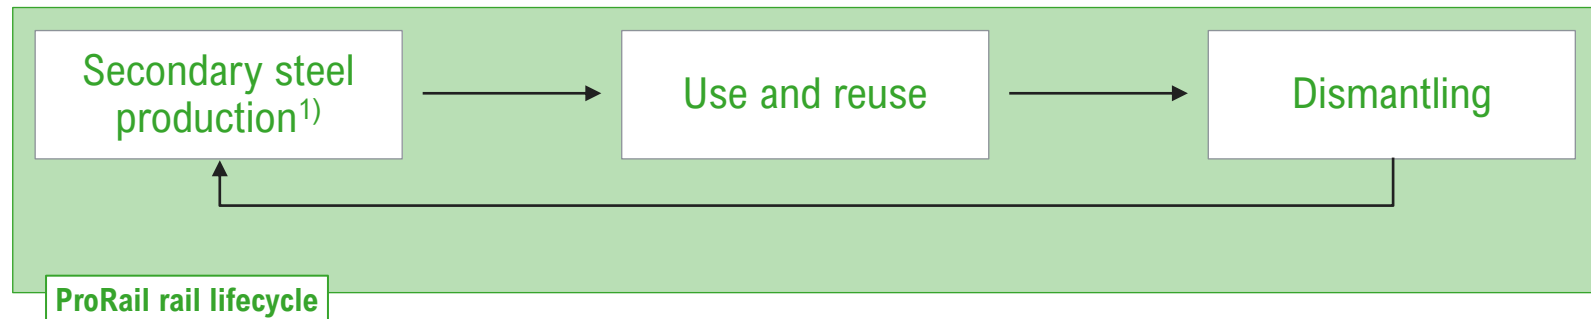 Secondary steel
production1)
Use and reuse
Dismantling
ProRail rail lifecycle